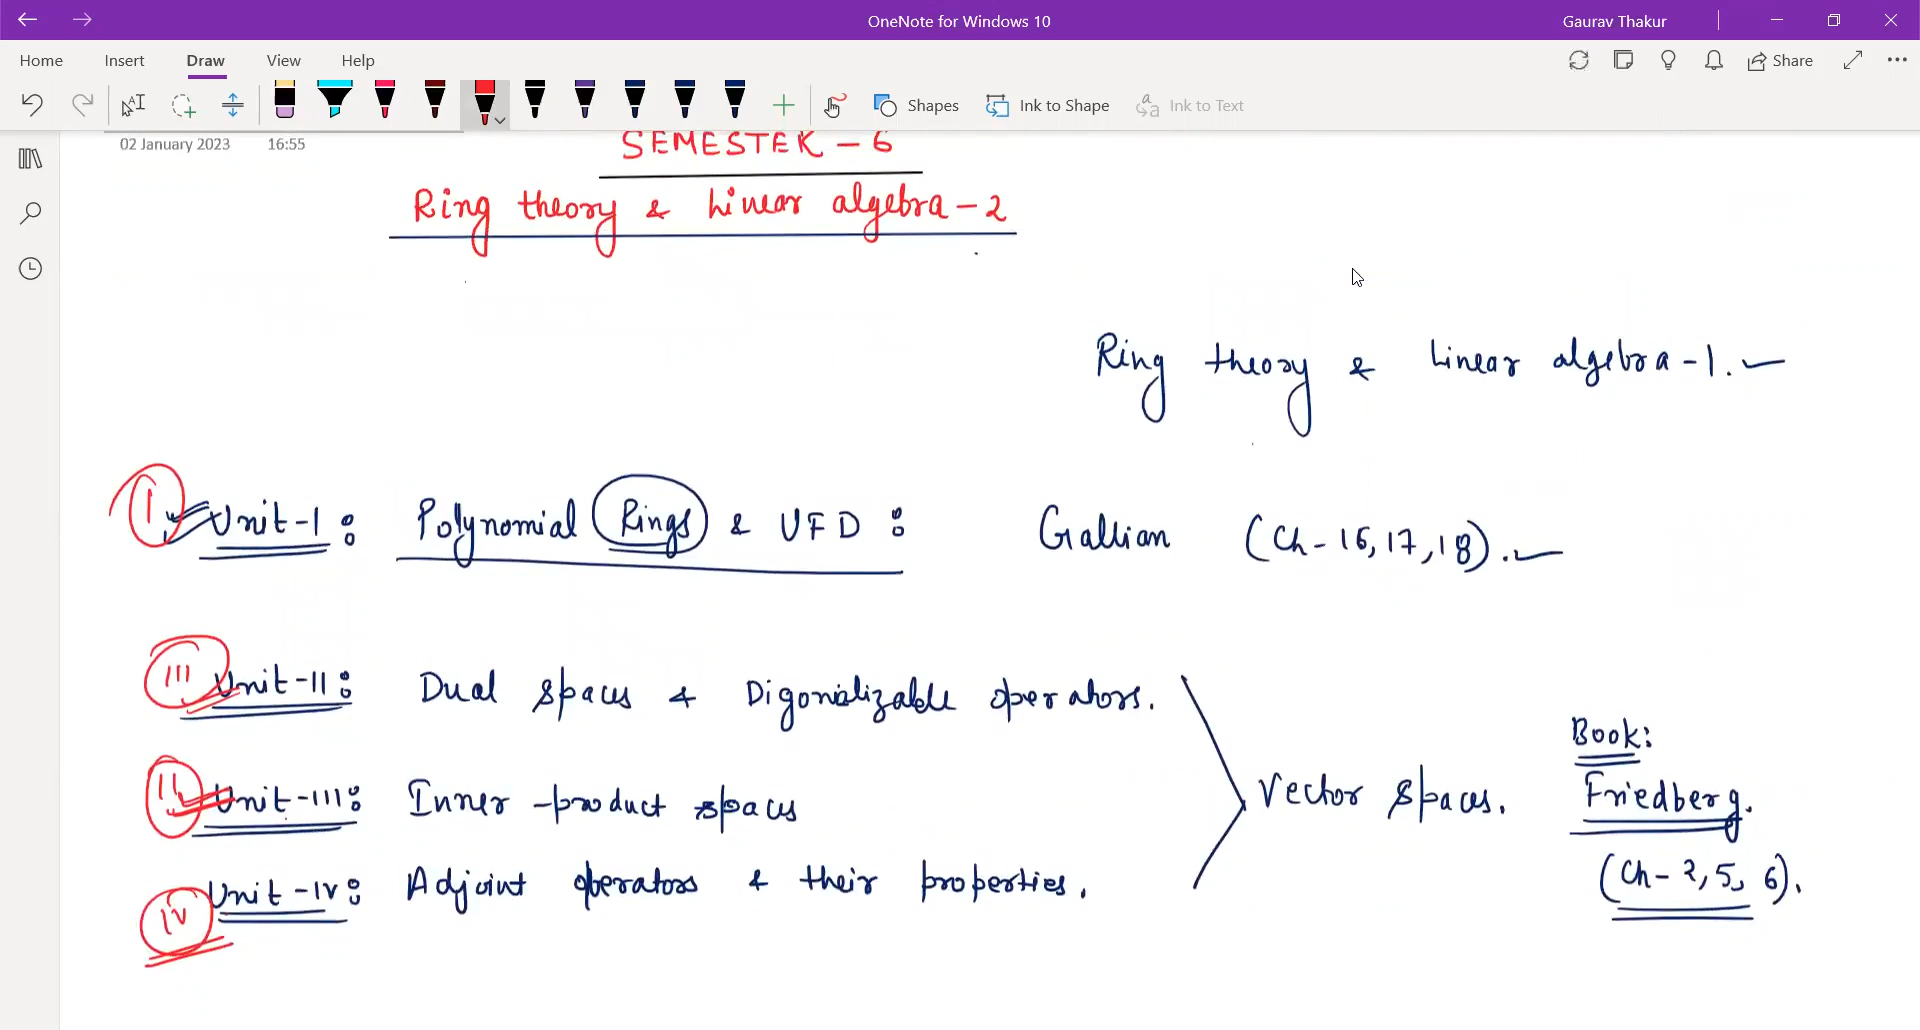 OneNote for Windows 10
Gaurav Thakur
Home Insert Draw View Help
Share
Shapes Ink to Shape Ink to Text
02 January 2023 16:55
SEMESTER - 6
Ring theory & Linear algebra - 2
Ring theory & Linear algebra - 1.
I Unit-I : Polynomial Rings & UFD : Gallian (Ch - 16, 17, 18).
III Unit-II : Dual spaces & Digonalizable operators.
Book:
II Unit-III : Inner-product spaces
Vector spaces. Friedberg.
IV Unit-IV : Adjoint operators & their properties.
(Ch - 2, 5, 6).